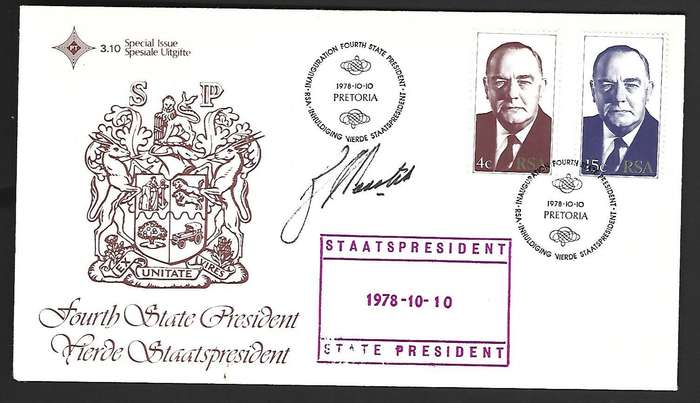 PT
3.10
Special Issue
Spesiale Uitgifte
S P
EX UNITATE VIRES
Fourth State President
Vierde Staatspresident
INAUGURATION FOURTH STATE PRESIDENT
1978·10·10
PRETORIA
RSA · INHULDIGING VIERDE STAATSPRESIDENT
STAATSPRESIDENT
1978-10-10
STATE PRESIDENT
4c RSA
15c RSA
INAUGURATION FOURTH STATE PRESIDENT
1978·10·10
PRETORIA
RSA · INHULDIGING VIERDE STAATSPRESIDENT